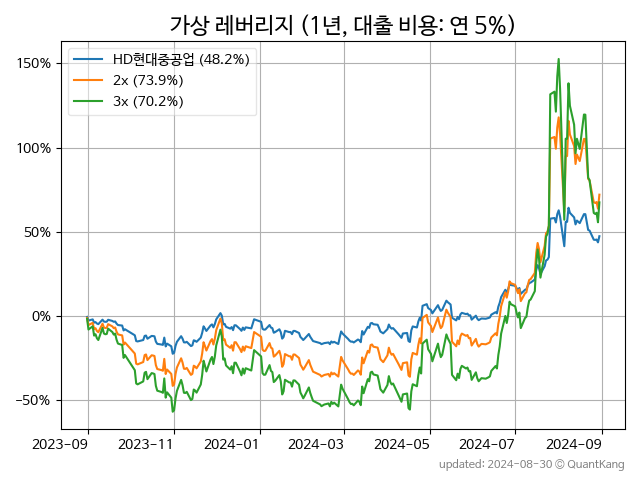 가상 레버리지 (1년, 대출 비용: 연 5%)
HD현대중공업 (48.2%)
2x (73.9%)
3x (70.2%)
150%
100%
50%
0%
−50%
2023-09
2023-11
2024-01
2024-03
2024-05
2024-07
2024-09
updated: 2024-08-30 © QuantKang